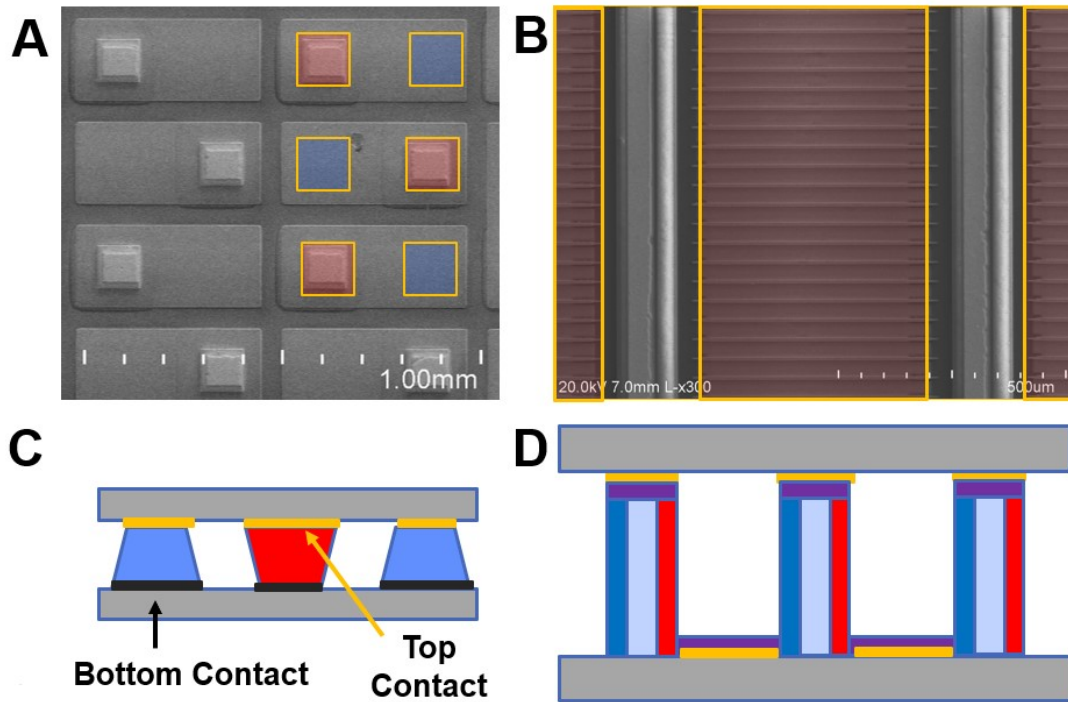 A
B
1.00mm
20.0kV 7.0mm L-x300
500um
C
D
Bottom Contact
Top
Contact